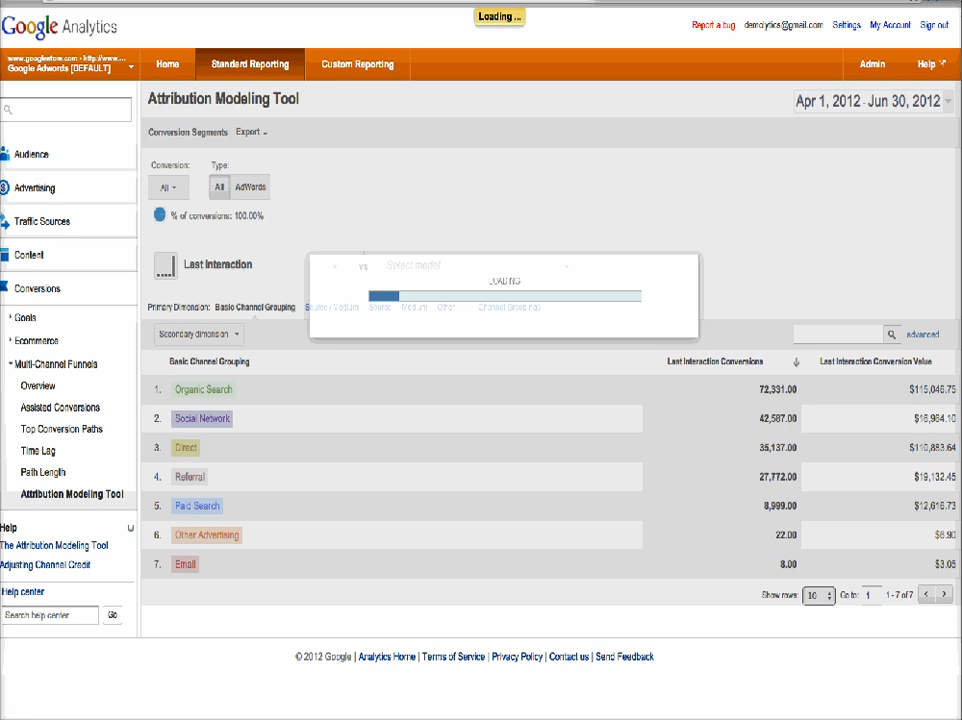 Loading ...
Google Analytics
Report a bug demolytics@gmail.com Settings My Account Sign out
www.googlestore.com - http://www....
Google Adwords [DEFAULT]
Home Standard Reporting Custom Reporting Admin Help
Attribution Modeling Tool
Apr 1, 2012 - Jun 30, 2012
Conversion Segments Export
Conversion: Type:
All All AdWords
% of conversions: 100.00%
Audience
Advertising
Traffic Sources
Content
Conversions
Goals
Ecommerce
Multi-Channel Funnels
Overview
Assisted Conversions
Top Conversion Paths
Time Lag
Path Length
Attribution Modeling Tool
Help
The Attribution Modeling Tool
Adjusting Channel Credit
Help center
Search help center Go
Last Interaction vs Select model
LOADING
Primary Dimension: Basic Channel Grouping Source / Medium Source Medium Other Channel Groupings
Secondary dimension advanced
Basic Channel Grouping Last Interaction Conversions Last Interaction Conversion Value
1. Organic Search 72,331.00 $115,046.75
2. Social Network 42,587.00 $16,964.10
3. Direct 35,137.00 $110,883.64
4. Referral 27,772.00 $19,132.45
5. Paid Search 8,999.00 $12,616.73
6. Other Advertising 22.00 $6.90
7. Email 8.00 $3.05
Show rows: 10 Go to: 1 1 - 7 of 7
© 2012 Google | Analytics Home | Terms of Service | Privacy Policy | Contact us | Send Feedback